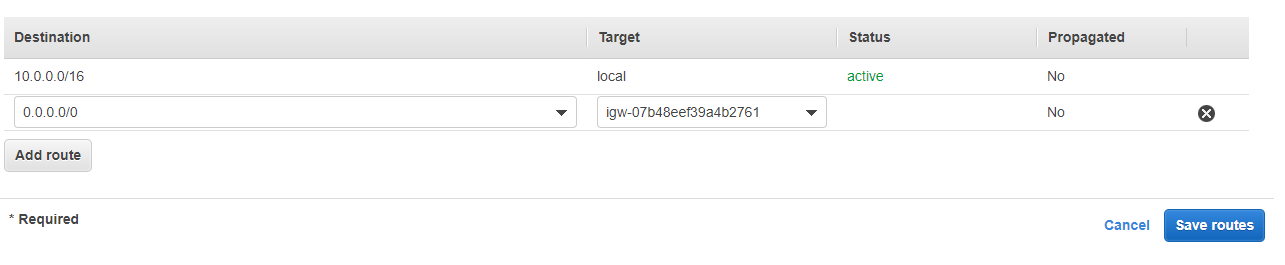 Destination Target Status Propagated
10.0.0.0/16 local active No
0.0.0.0/0 igw-07b48eef39a4b2761 No
Add route
* Required
Cancel Save routes